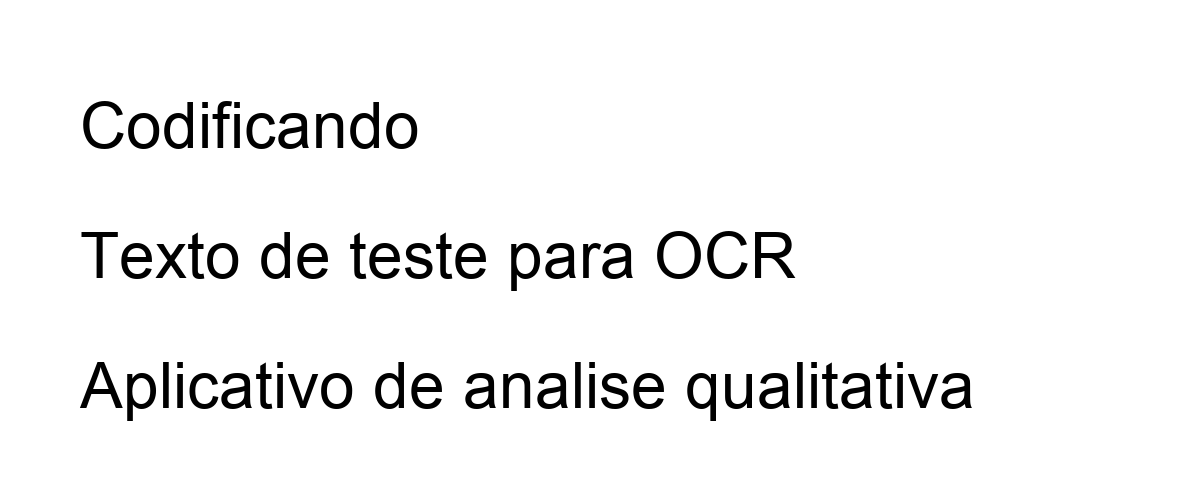 Codificando
Texto de teste para OCR
Aplicativo de analise qualitativa